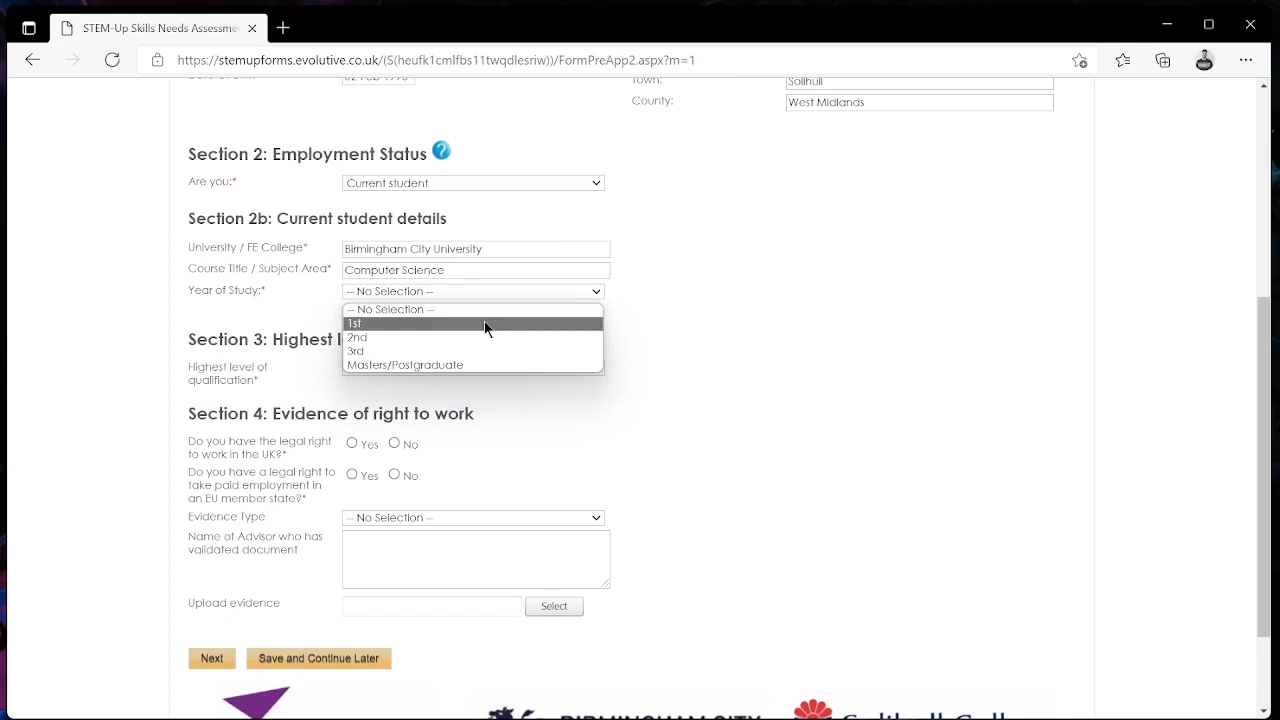 STEM-Up Skills Needs Assessme
https://stemupforms.evolutive.co.uk/(S(heufk1cmlfbs11twqdlesriw))/FormPreApp2.aspx?m=1
Town:
Solihull
County:
West Midlands
Section 2: Employment Status
?
Are you:*
Current student
Section 2b: Current student details
University / FE College*
Birmingham City University
Course Title / Subject Area*
Computer Science
Year of Study:*
-- No Selection --
-- No Selection --
1st
2nd
3rd
Masters/Postgraduate
Section 3: Highest l
Highest level of
qualification*
Section 4: Evidence of right to work
Do you have the legal right
to work in the UK?*
Yes No
Do you have a legal right to
take paid employment in
an EU member state?*
Yes No
Evidence Type
-- No Selection --
Name of Advisor who has
validated document
Upload evidence
Select
Next
Save and Continue Later
BIRMINGHAM CITY